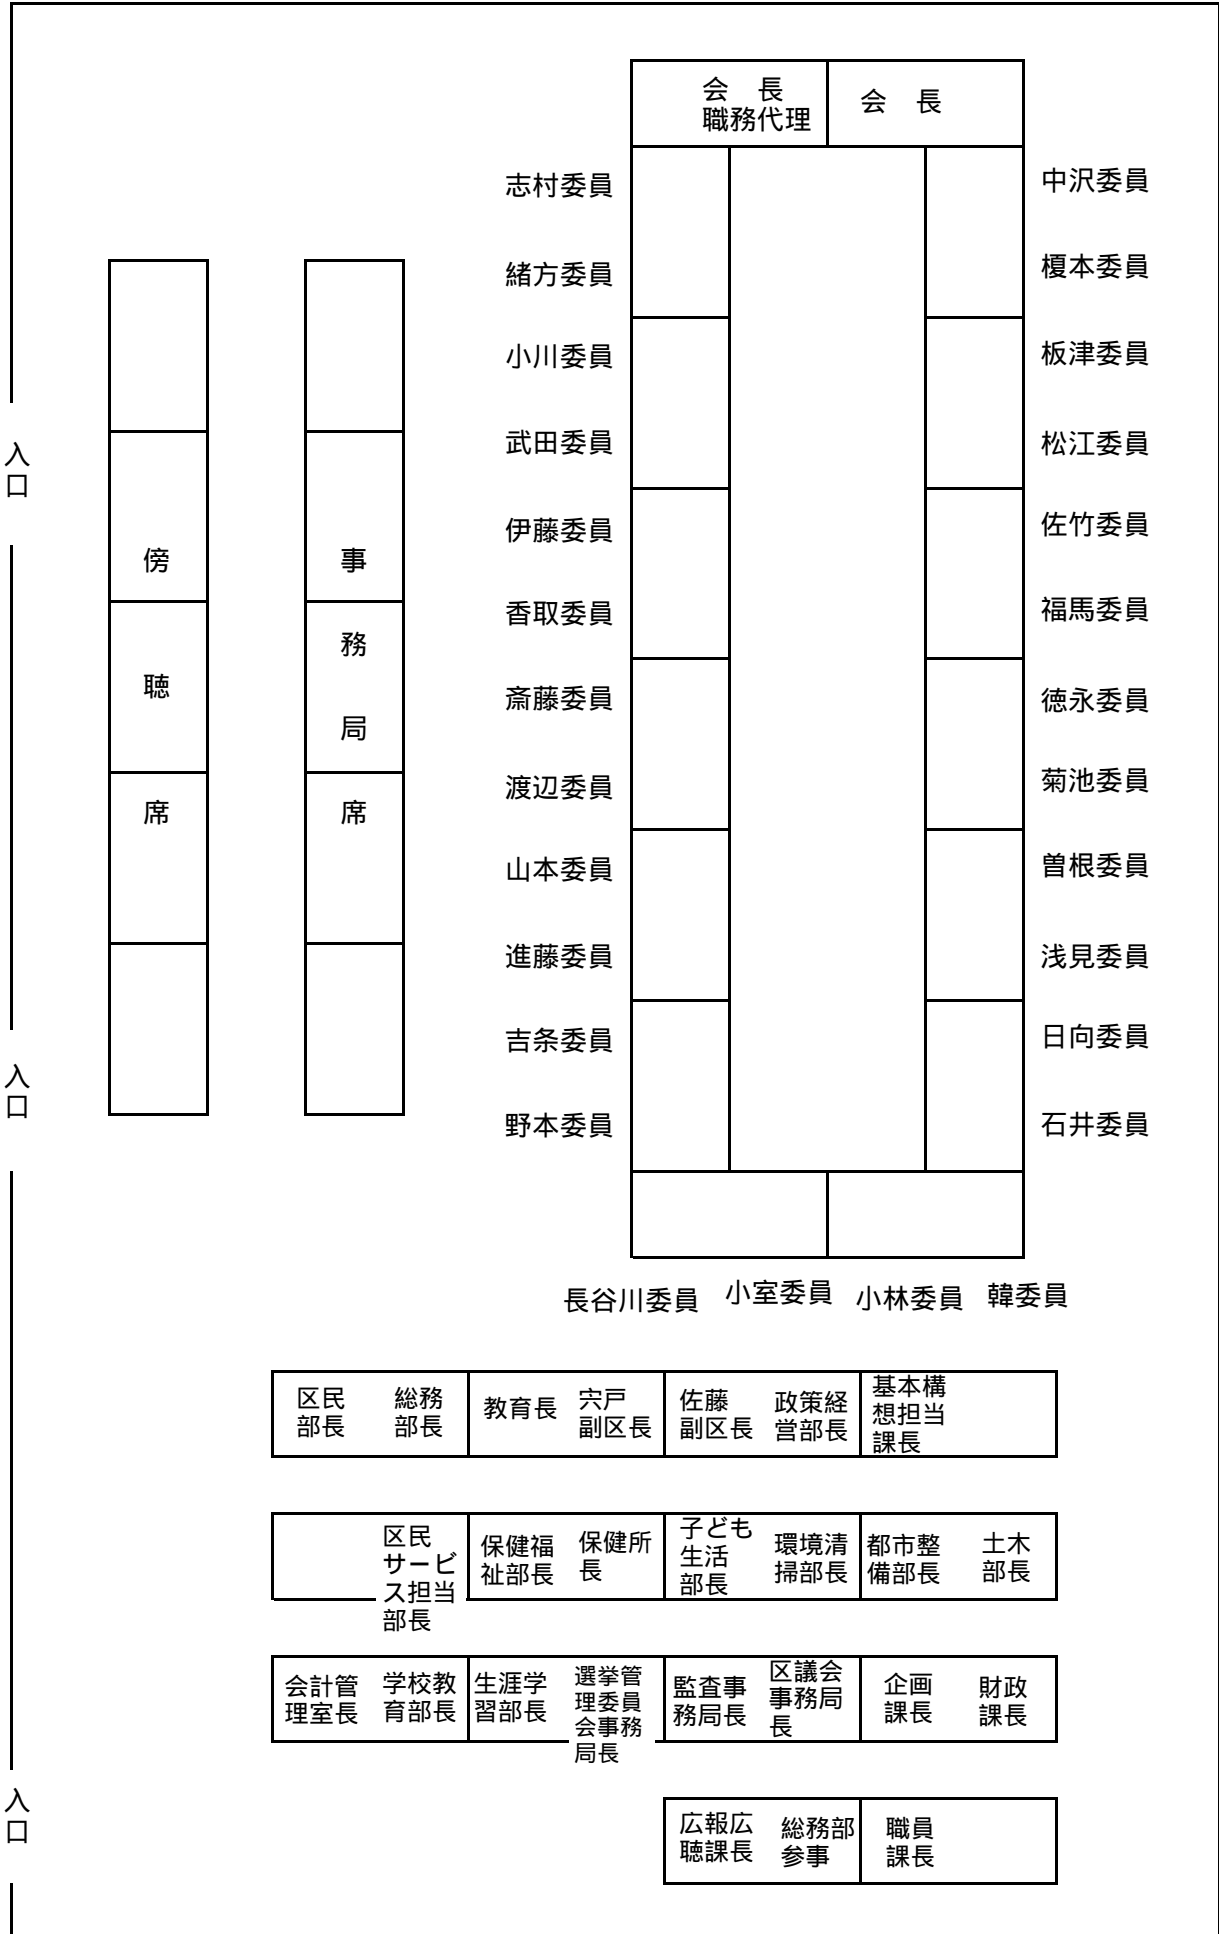 会　長
職務代理
会　長
志村委員
中沢委員
緒方委員
榎本委員
小川委員
板津委員
武田委員
松江委員
伊藤委員
佐竹委員
香取委員
福馬委員
斎藤委員
徳永委員
渡辺委員
菊池委員
山本委員
曽根委員
進藤委員
浅見委員
吉条委員
日向委員
野本委員
石井委員
長谷川委員
小室委員
小林委員
韓委員
入
口
入
口
入
口
傍
聴
席
事
務
局
席
区民
部長
総務
部長
教育長
宍戸
副区長
佐藤
副区長
政策経
営部長
基本構
想担当
課長
区民
サービ
ス担当
部長
保健福
祉部長
保健所
長
子ども
生活
部長
環境清
掃部長
都市整
備部長
土木
部長
会計管
理室長
学校教
育部長
生涯学
習部長
選挙管
理委員
会事務
局長
監査事
務局長
区議会
事務局
長
企画
課長
財政
課長
広報広
聴課長
総務部
参事
職員
課長